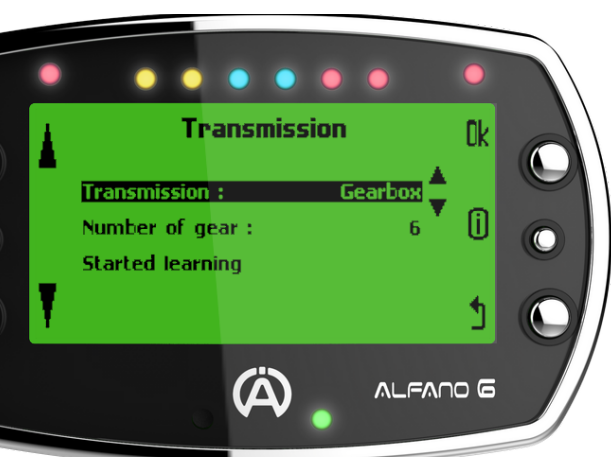 Transmission
Ok
Transmission : Gearbox
Number of gear : 6
Started learning
ALFANO 6